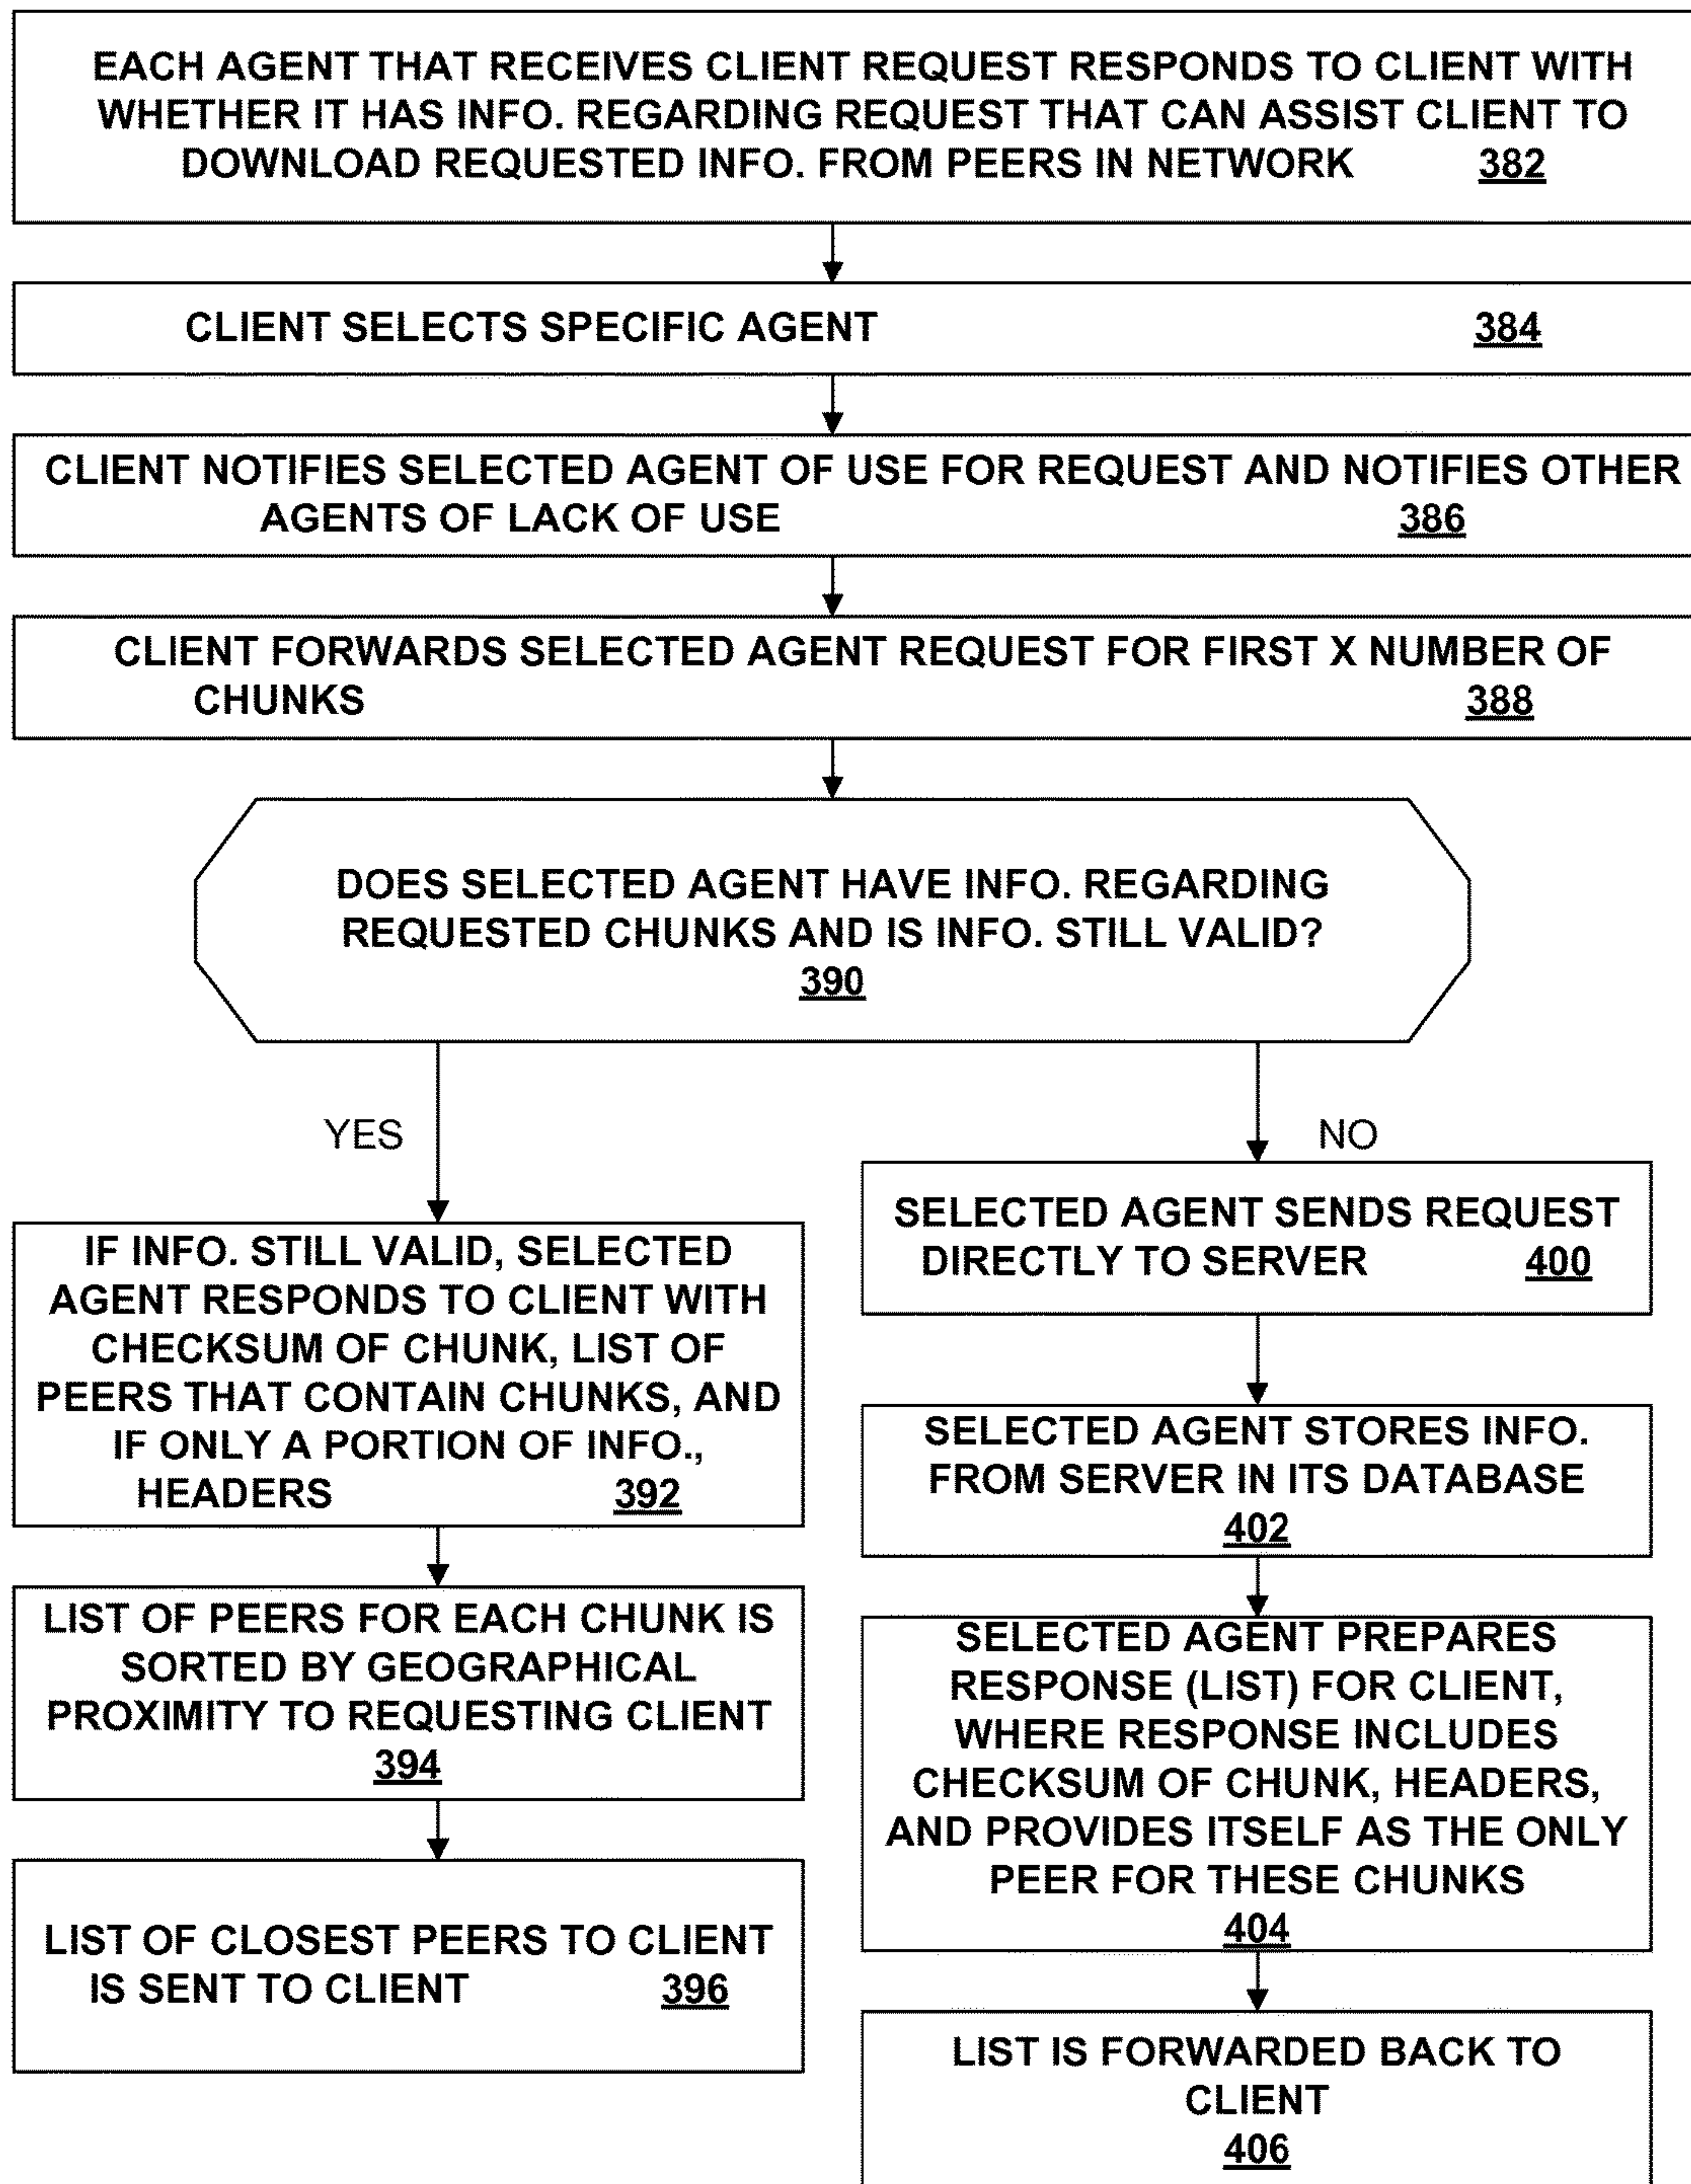 EACH AGENT THAT RECEIVES CLIENT REQUEST RESPONDS TO CLIENT WITH
WHETHER IT HAS INFO. REGARDING REQUEST THAT CAN ASSIST CLIENT TO
DOWNLOAD REQUESTED INFO. FROM PEERS IN NETWORK 382
CLIENT SELECTS SPECIFIC AGENT 384
CLIENT NOTIFIES SELECTED AGENT OF USE FOR REQUEST AND NOTIFIES OTHER
AGENTS OF LACK OF USE 386
CLIENT FORWARDS SELECTED AGENT REQUEST FOR FIRST X NUMBER OF
CHUNKS 388
DOES SELECTED AGENT HAVE INFO. REGARDING
REQUESTED CHUNKS AND IS INFO. STILL VALID?
390
YES
IF INFO. STILL VALID, SELECTED
AGENT RESPONDS TO CLIENT WITH
CHECKSUM OF CHUNK, LIST OF
PEERS THAT CONTAIN CHUNKS, AND
IF ONLY A PORTION OF INFO.,
HEADERS 392
LIST OF PEERS FOR EACH CHUNK IS
SORTED BY GEOGRAPHICAL
PROXIMITY TO REQUESTING CLIENT
394
LIST OF CLOSEST PEERS TO CLIENT
IS SENT TO CLIENT 396
NO
SELECTED AGENT SENDS REQUEST
DIRECTLY TO SERVER 400
SELECTED AGENT STORES INFO.
FROM SERVER IN ITS DATABASE
402
SELECTED AGENT PREPARES
RESPONSE (LIST) FOR CLIENT,
WHERE RESPONSE INCLUDES
CHECKSUM OF CHUNK, HEADERS,
AND PROVIDES ITSELF AS THE ONLY
PEER FOR THESE CHUNKS
404
LIST IS FORWARDED BACK TO
CLIENT
406